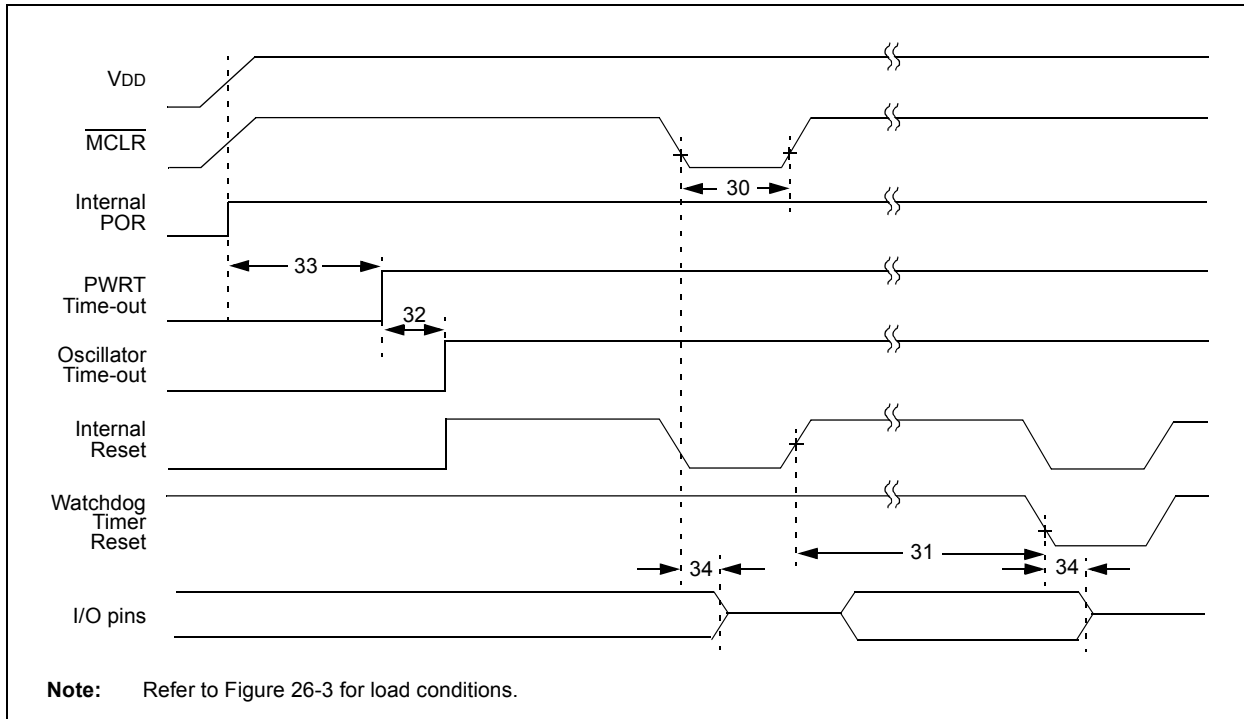 VDD
MCLR
30
Internal
POR
33
PWRT
Time-out
32
Oscillator
Time-out
Internal
Reset
Watchdog
Timer
Reset
31
34
34
I/O pins
Note: Refer to Figure 26-3 for load conditions.